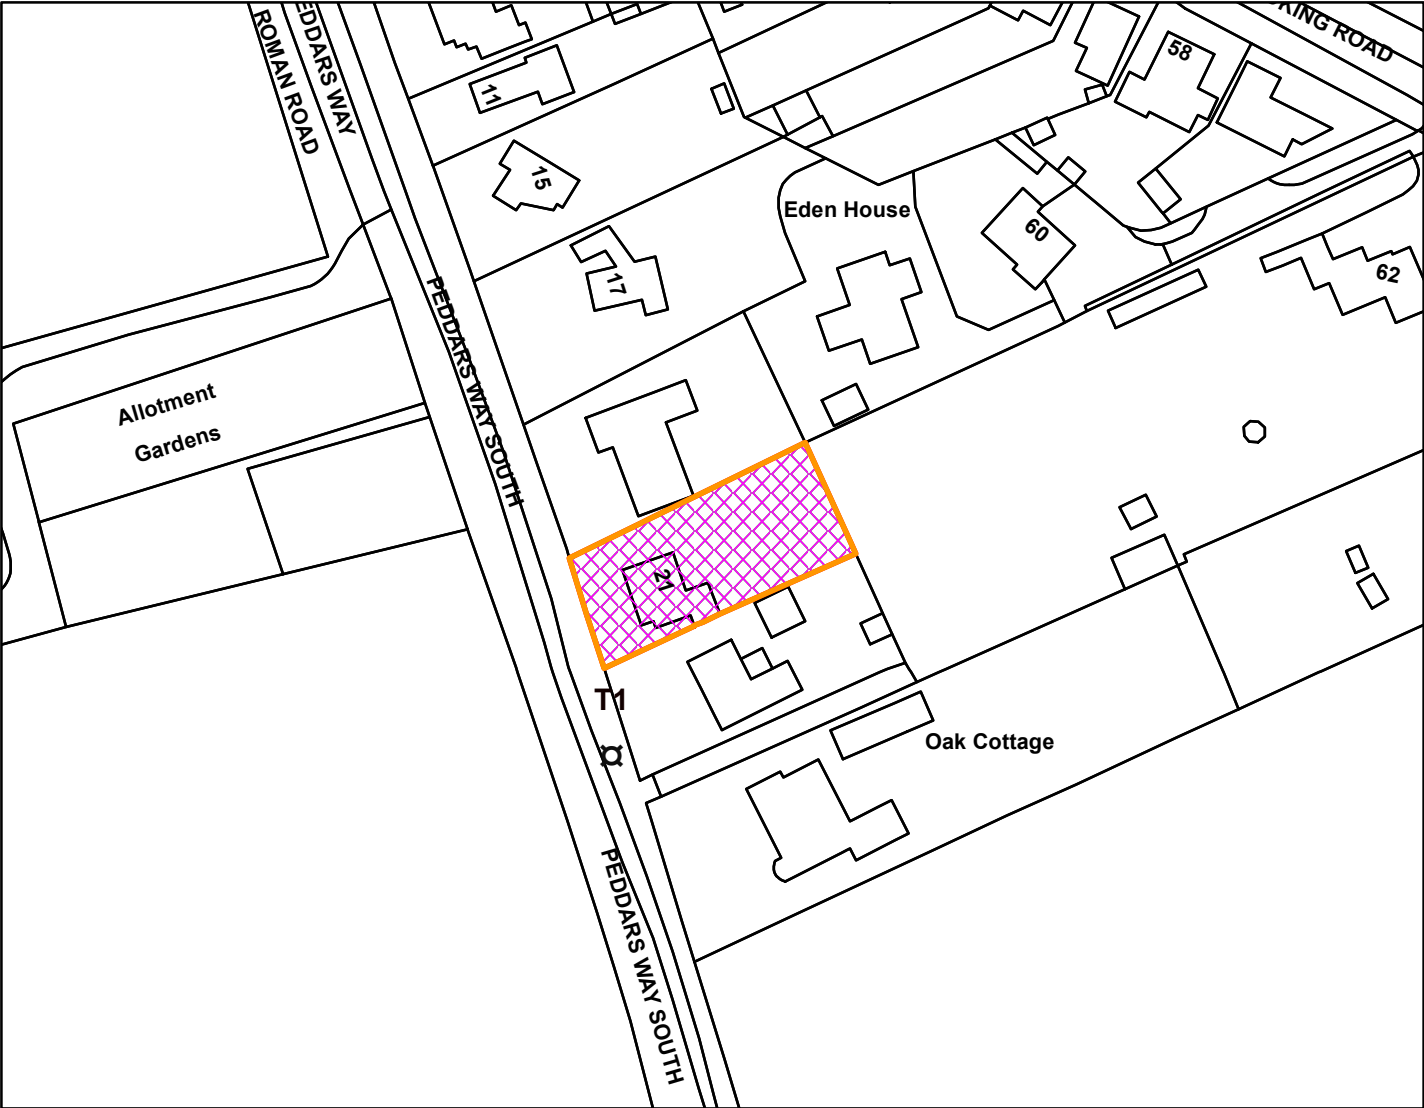 ROMAN ROAD
PEDDARS WAY
KING ROAD
58
11
15
Eden House
60
62
17
PEDDARS WAY SOUTH
Allotment
Gardens
21
T1
Oak Cottage
PEDDARS WAY SOUTH